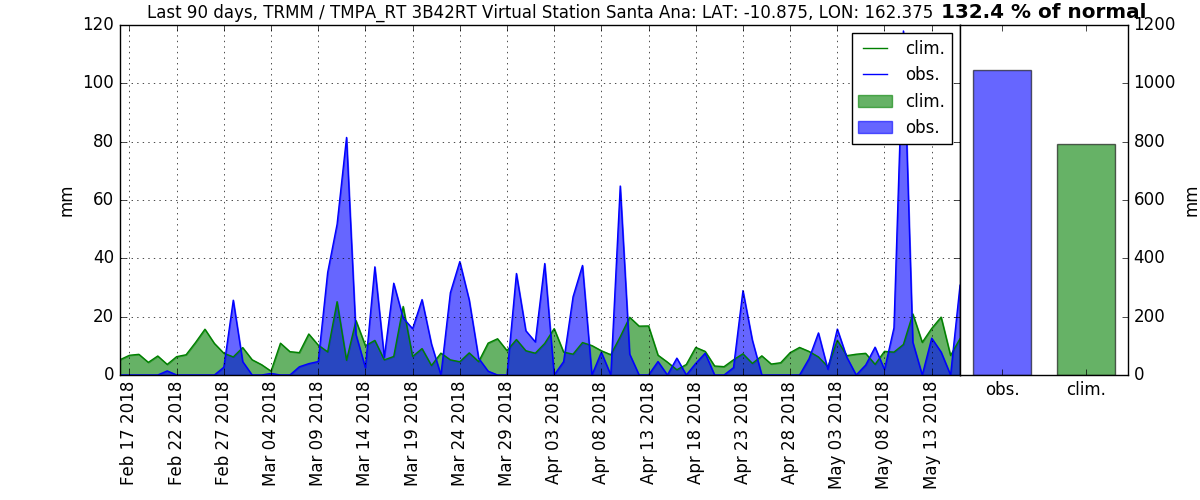 Last 90 days, TRMM / TMPA_RT 3B42RT Virtual Station Santa Ana: LAT: -10.875, LON: 162.375 132.4 % of normal
120
100
80
60
40
20
0
mm
clim.
obs.
clim.
obs.
1200
1000
800
600
400
200
0
mm
obs.
clim.
Feb 17 2018
Feb 22 2018
Feb 27 2018
Mar 04 2018
Mar 09 2018
Mar 14 2018
Mar 19 2018
Mar 24 2018
Mar 29 2018
Apr 03 2018
Apr 08 2018
Apr 13 2018
Apr 18 2018
Apr 23 2018
Apr 28 2018
May 03 2018
May 08 2018
May 13 2018